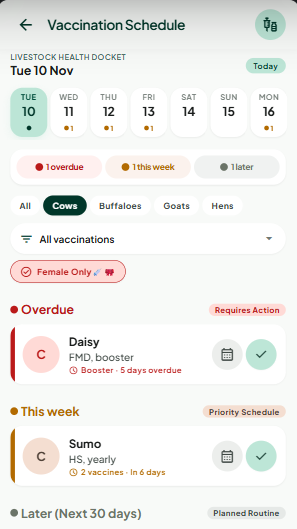 Vaccination Schedule
LIVESTOCK HEALTH DOCKET
Tue 10 Nov
Today
TUE WED THU FRI SAT SUN MON
10 11 12 13 14 15 16
1 1 1 1
1 overdue
1 this week
1 later
All Cows Buffaloes Goats Hens
All vaccinations
Female Only
Overdue
Requires Action
C
Daisy
FMD, booster
Booster · 5 days overdue
This week
Priority Schedule
C
Sumo
HS, yearly
2 vaccines · In 6 days
Later (Next 30 days)
Planned Routine